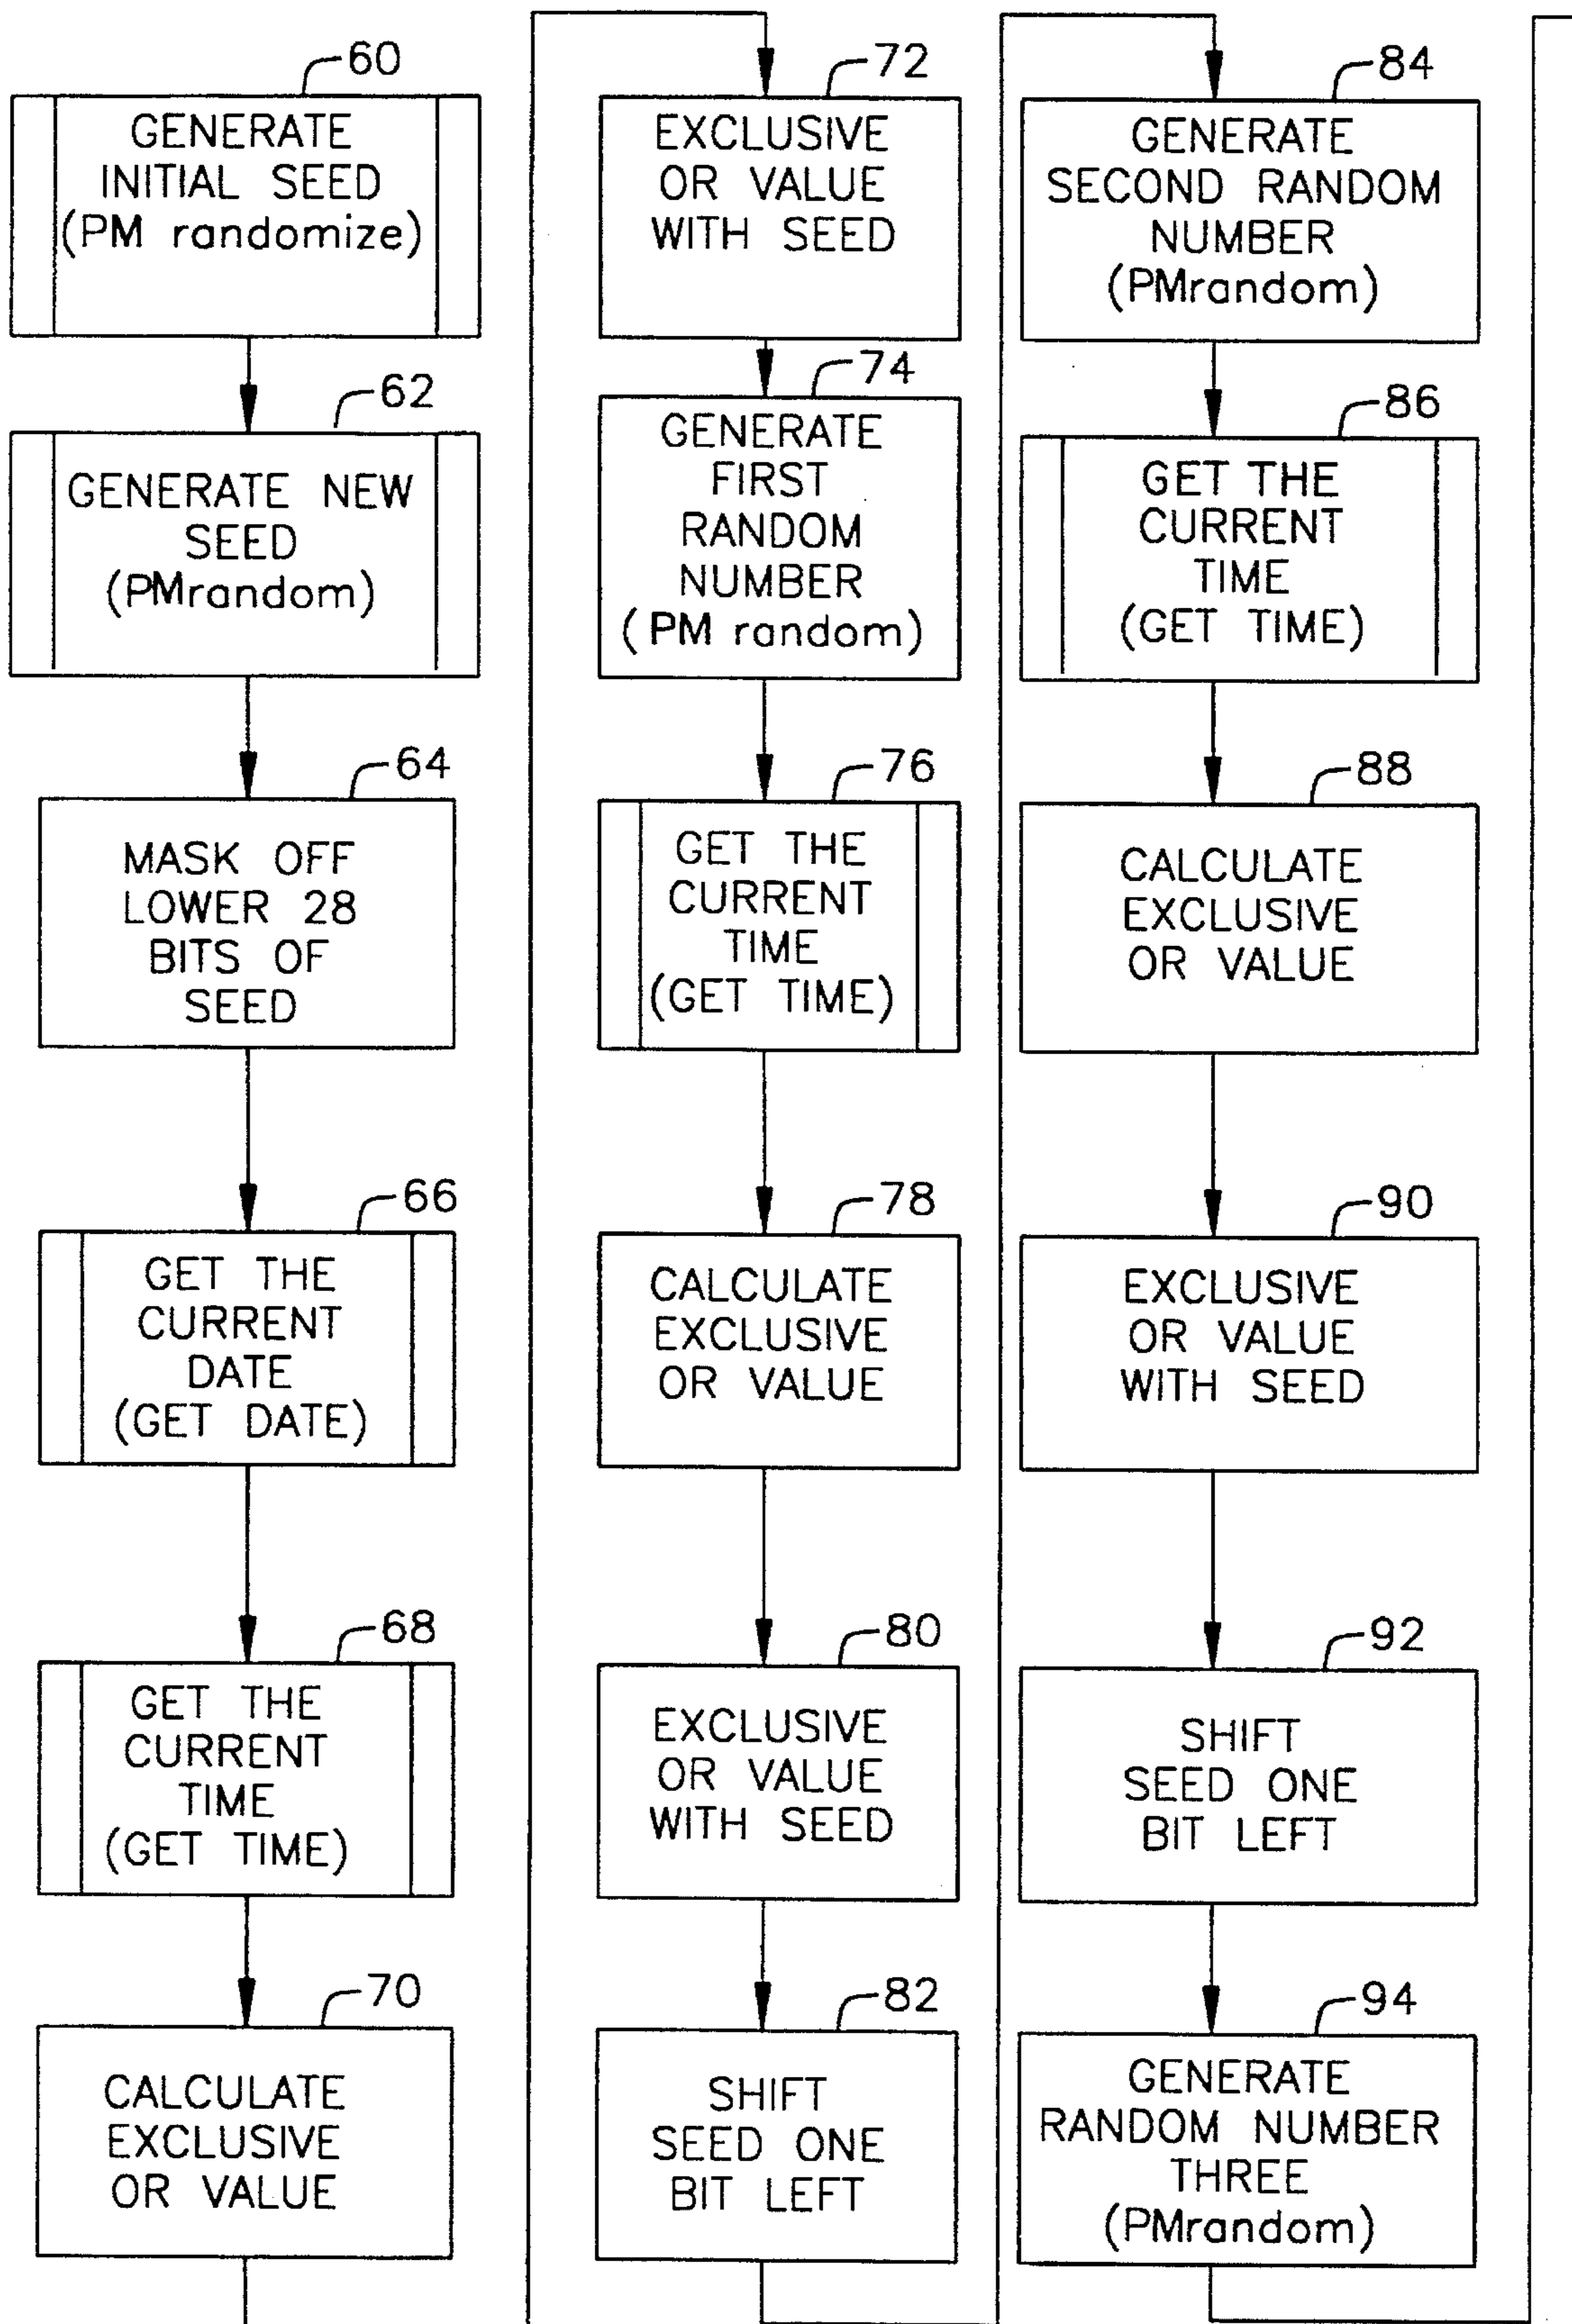 60
GENERATE
INITIAL SEED
(PM randomize)
62
GENERATE NEW
SEED
(PMrandom)
64
MASK OFF
LOWER 28
BITS OF
SEED
66
GET THE
CURRENT
DATE
(GET DATE)
68
GET THE
CURRENT
TIME
(GET TIME)
70
CALCULATE
EXCLUSIVE
OR VALUE
72
EXCLUSIVE
OR VALUE
WITH SEED
74
GENERATE
FIRST
RANDOM
NUMBER
(PM random)
76
GET THE
CURRENT
TIME
(GET TIME)
78
CALCULATE
EXCLUSIVE
OR VALUE
80
EXCLUSIVE
OR VALUE
WITH SEED
82
SHIFT
SEED ONE
BIT LEFT
84
GENERATE
SECOND RANDOM
NUMBER
(PMrandom)
86
GET THE
CURRENT
TIME
(GET TIME)
88
CALCULATE
EXCLUSIVE
OR VALUE
90
EXCLUSIVE
OR VALUE
WITH SEED
92
SHIFT
SEED ONE
BIT LEFT
94
GENERATE
RANDOM NUMBER
THREE
(PMrandom)